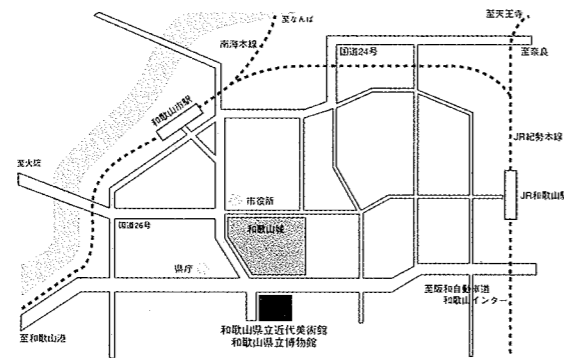 至なんば
至天王寺
南海本線
国道24号
至奈良
和歌山市駅
JR紀勢本線
至火坑
市役所
JR和歌山駅
国道26号
和歌山城
県庁
至阪和自動車道
和歌山インター
至和歌山港
和歌山県立近代美術館
和歌山県立博物館